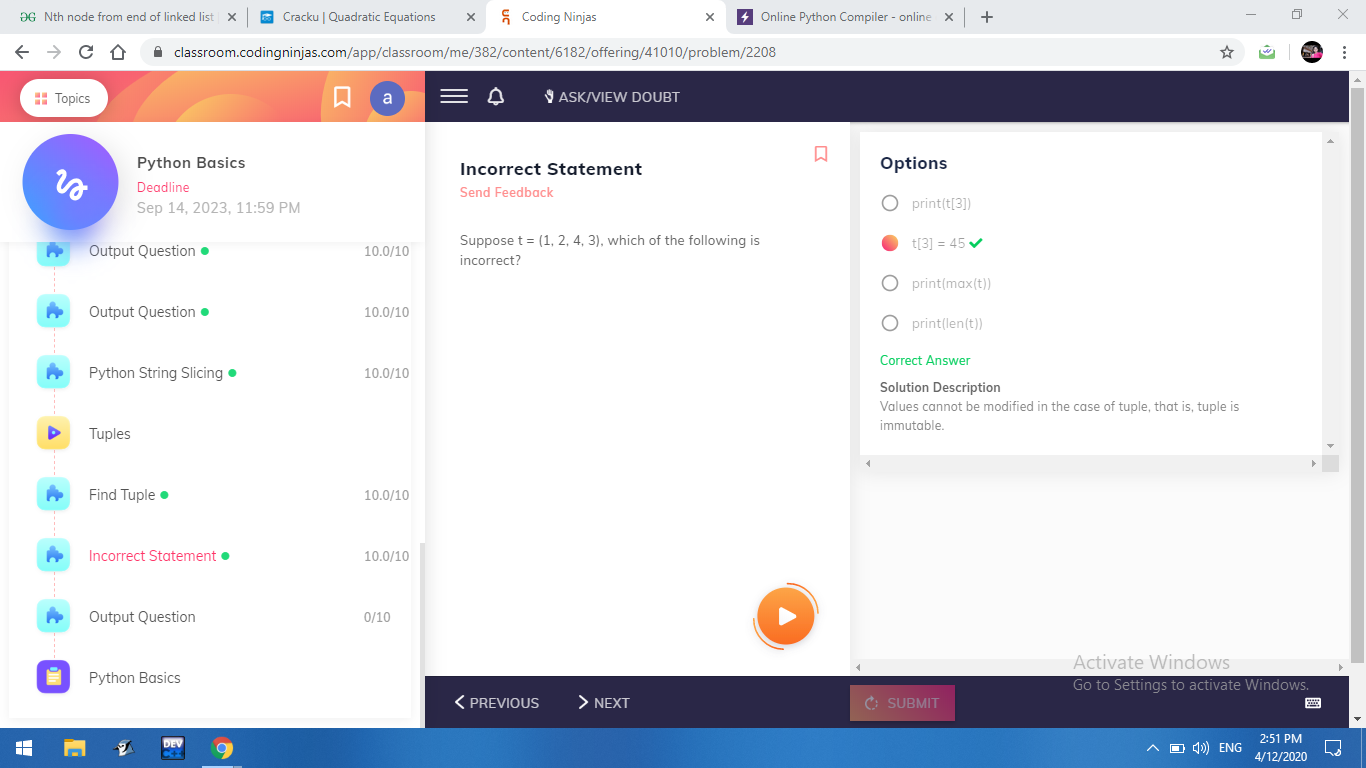 Nth node from end of linked list
Cracku | Quadratic Equations
Coding Ninjas
Online Python Compiler - online
classroom.codingninjas.com/app/classroom/me/382/content/6182/offering/41010/problem/2208
Topics
a
ASK/VIEW DOUBT
Python Basics
Deadline
Sep 14, 2023, 11:59 PM
Output Question 10.0/10
Output Question 10.0/10
Python String Slicing 10.0/10
Tuples
Find Tuple 10.0/10
Incorrect Statement 10.0/10
Output Question 0/10
Python Basics
Incorrect Statement
Send Feedback
Suppose t = (1, 2, 4, 3), which of the following is
incorrect?
Options
print(t[3])
t[3] = 45
print(max(t))
print(len(t))
Correct Answer
Solution Description
Values cannot be modified in the case of tuple, that is, tuple is
immutable.
Activate Windows
Go to Settings to activate Windows.
PREVIOUS
NEXT
SUBMIT
DEV
ENG
2:51 PM
4/12/2020